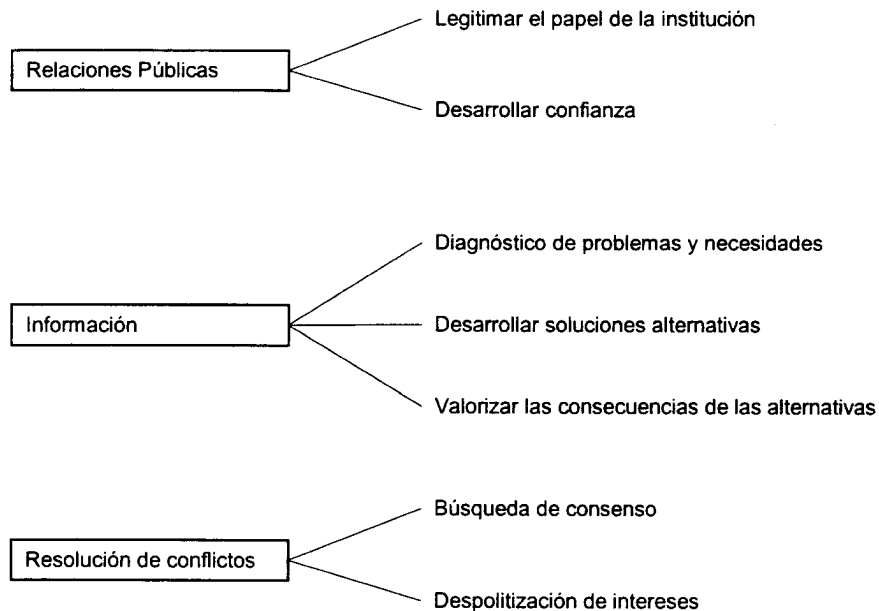 Legitimar el papel de la institución
Relaciones Públicas
Desarrollar confianza
Diagnóstico de problemas y necesidades
Información
Desarrollar soluciones alternativas
Valorizar las consecuencias de las alternativas
Búsqueda de consenso
Resolución de conflictos
Despolitización de intereses